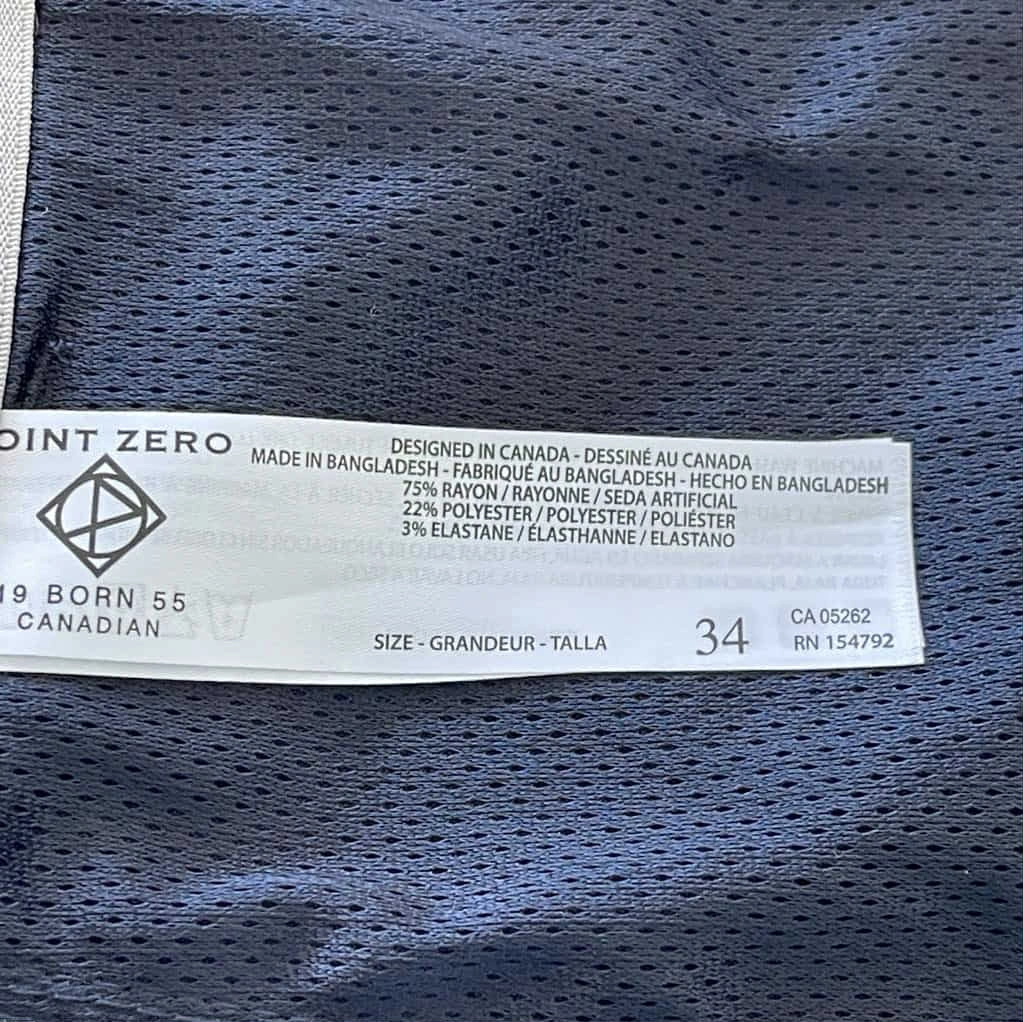 OINT ZERO
19 BORN 55
CANADIAN
DESIGNED IN CANADA - DESSINÉ AU CANADA
MADE IN BANGLADESH - FABRIQUÉ AU BANGLADESH - HECHO EN BANGLADESH
75% RAYON / RAYONNE / SEDA ARTIFICIAL
22% POLYESTER / POLYESTER / POLIÉSTER
3% ELASTANE / ÉLASTHANNE / ELASTANO
SIZE - GRANDEUR - TALLA 34
CA 05262
RN 154792